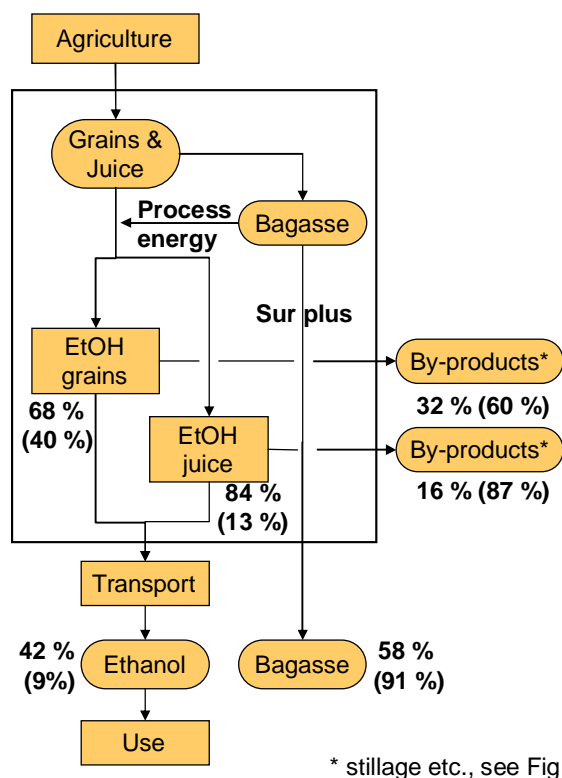 Agriculture
Grains &
Juice
Process
energy
Bagasse
Surplus
EtOH
grains
By-products*
68 %
(40 %)
32 % (60 %)
EtOH
juice
By-products*
84 %
(13 %)
16 % (87 %)
Transport
42 %
(9%)
Ethanol
Bagasse
58 %
(91 %)
Use
* stillage etc., see Fig